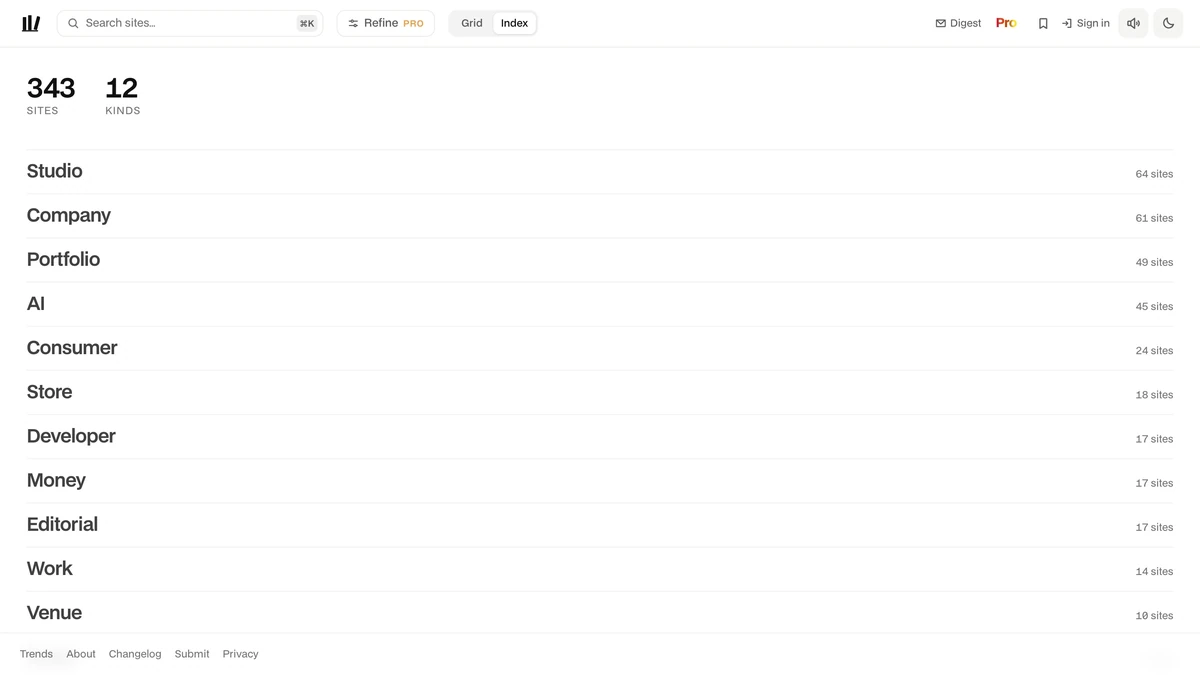 Search sites... ⌘K Refine PRO Grid Index Digest Pro Sign in
343 12
SITES KINDS
Studio 64 sites
Company 61 sites
Portfolio 49 sites
AI 45 sites
Consumer 24 sites
Store 18 sites
Developer 17 sites
Money 17 sites
Editorial 17 sites
Work 14 sites
Venue 10 sites
Trends About Changelog Submit Privacy